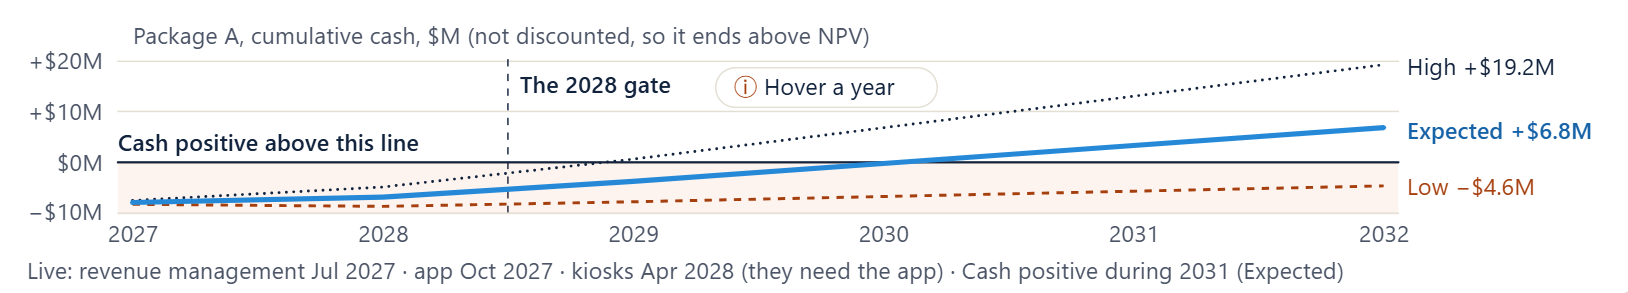 Package A, cumulative cash, $M (not discounted, so it ends above NPV)
+$20M
High +$19.2M
The 2028 gate
ⓘ Hover a year
+$10M
Expected +$6.8M
Cash positive above this line
$0M
Low −$4.6M
−$10M
2027 2028 2029 2030 2031 2032
Live: revenue management Jul 2027 · app Oct 2027 · kiosks Apr 2028 (they need the app) · Cash positive during 2031 (Expected)